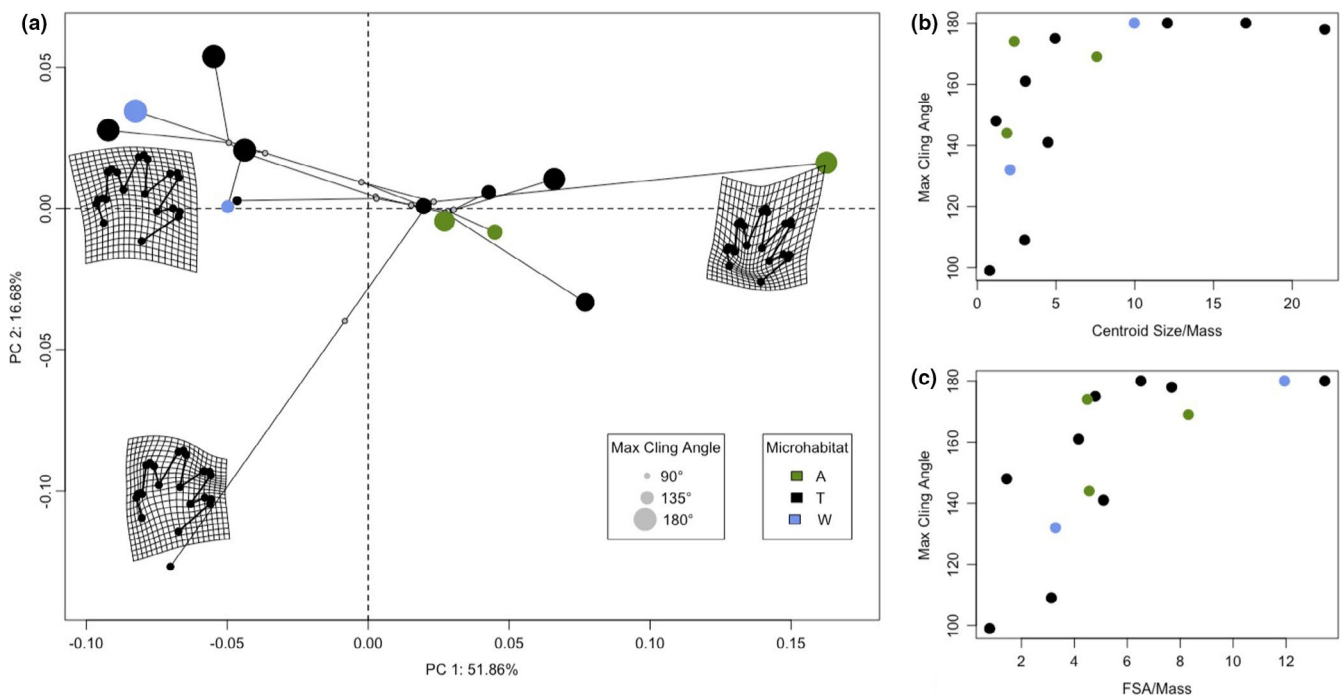 (a)
0.05
0.00
-0.05
-0.10
PC 2: 16.68%
-0.10
-0.05
0.00
0.05
0.10
0.15
PC 1: 51.86%
Max Cling Angle
90°
135°
180°
Microhabitat
A
T
W
(b)
180
160
140
120
100
Max Cling Angle
0
5
10
15
20
Centroid Size/Mass
(c)
180
160
140
120
100
Max Cling Angle
2
4
6
8
10
12
FSA/Mass